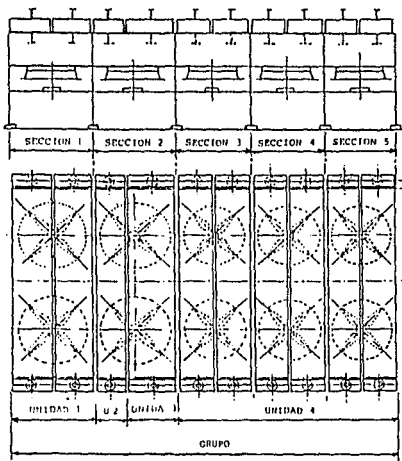 SECCION 1 SECCION 2 SECCION 3 SECCION 4 SECCION 5
UNIDAD 1 U 2 UNIDA 3 UNIDAD 4
GRUPO